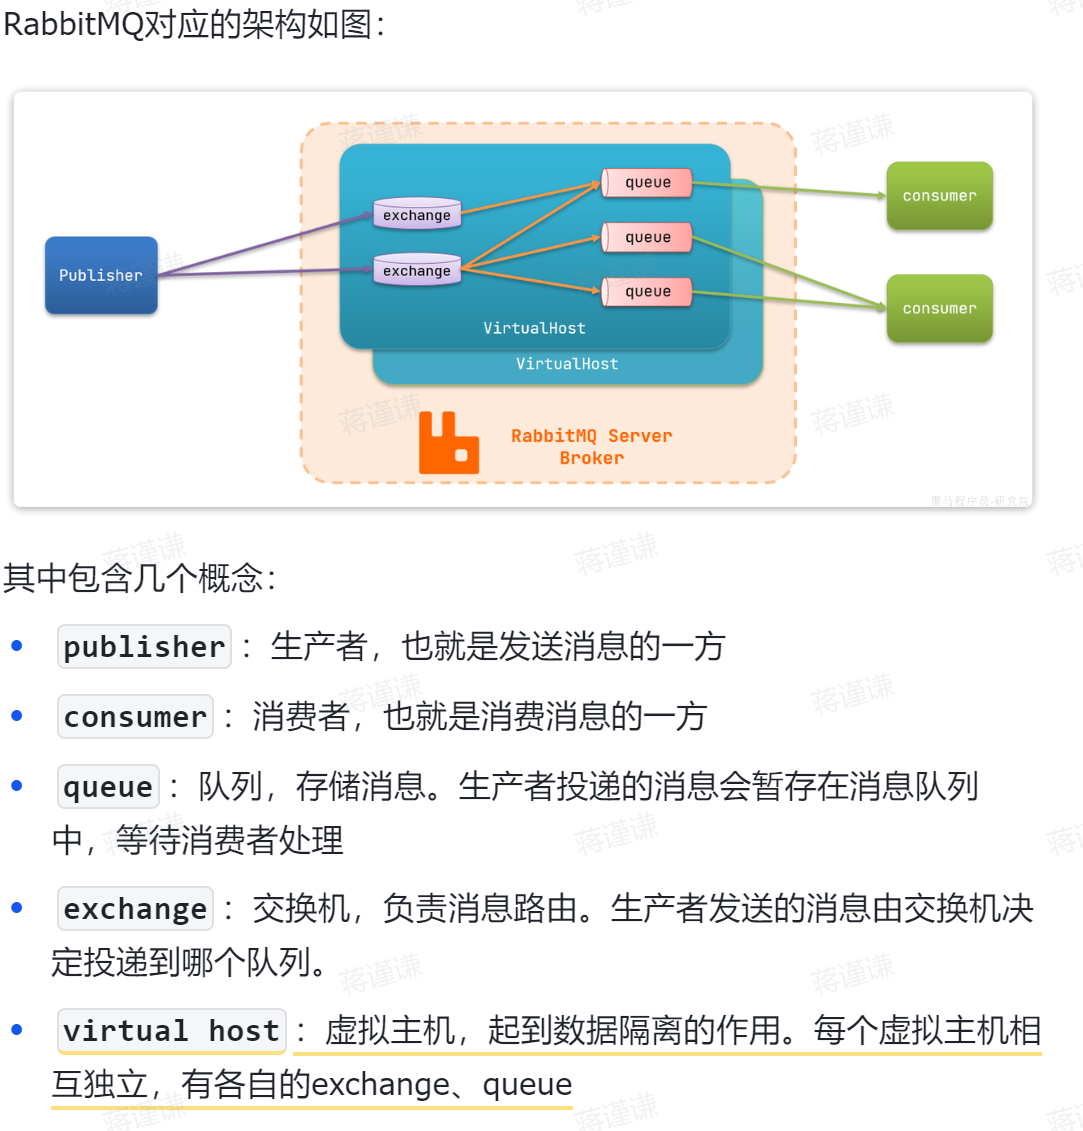 RabbitMQ对应的架构如图：
Publisher
exchange
exchange
queue
queue
queue
VirtualHost
VirtualHost
RabbitMQ Server
Broker
consumer
consumer
黑马程序员-研究院
其中包含几个概念：
publisher：生产者，也就是发送消息的一方
consumer：消费者，也就是消费消息的一方
queue：队列，存储消息。生产者投递的消息会暂存在消息队列
中，等待消费者处理
exchange：交换机，负责消息路由。生产者发送的消息由交换机决
定投递到哪个队列。
virtual host：虚拟主机，起到数据隔离的作用。每个虚拟主机相
互独立，有各自的exchange、queue
蒋谨谦